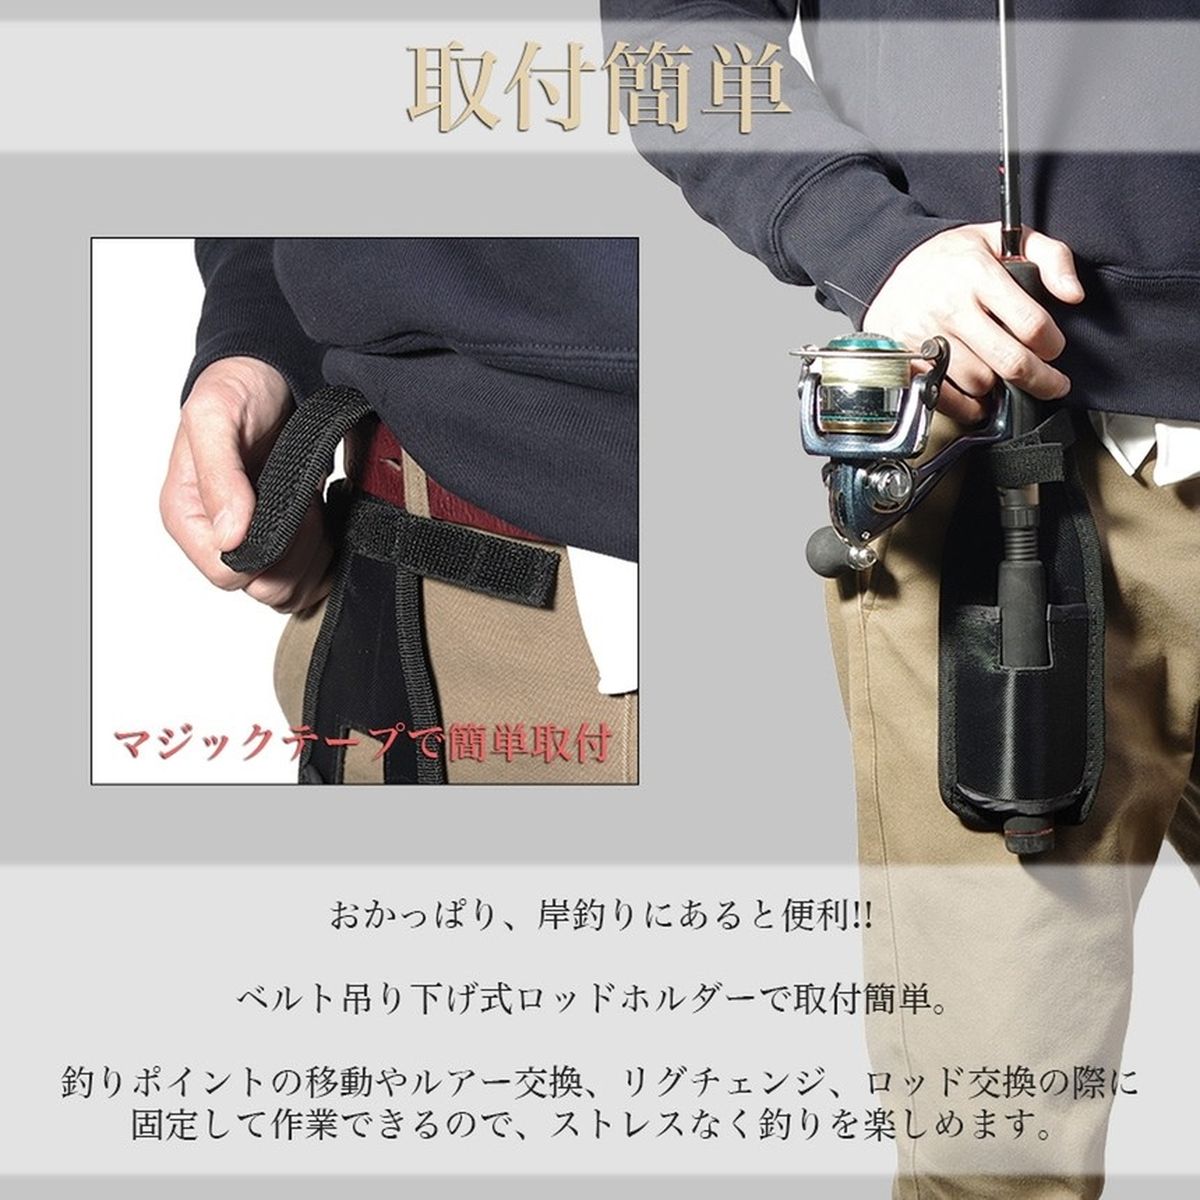 取付簡単
マジックテープで簡単取付
おかっぱり、岸釣りにあると便利!!
ベルト吊り下げ式ロッドホルダーで取付簡単。
釣りポイントの移動やルアー交換、リグチェンジ、ロッド交換の際に
固定して作業できるので、ストレスなく釣りを楽しめます。